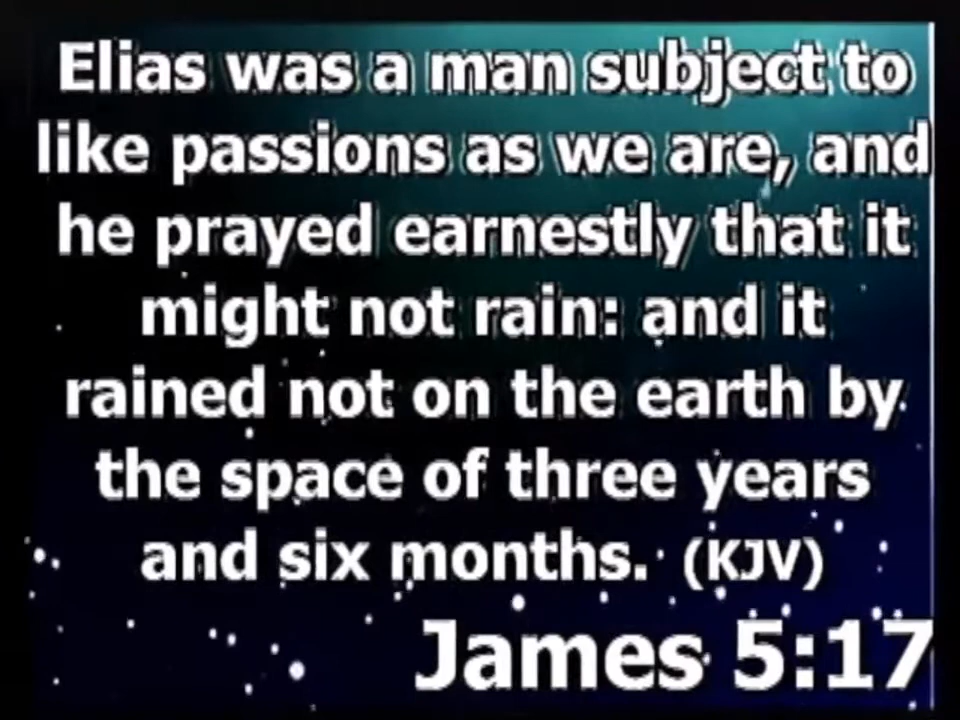 Elias was a man subject to
like passions as we are, and
he prayed earnestly that it
might not rain: and it
rained not on the earth by
the space of three years
and six months. (KJV)
James 5:17